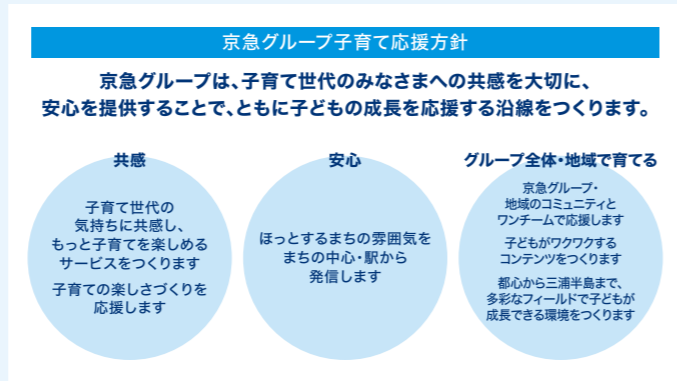 京急グループ子育て応援方針
京急グループは、子育て世代のみなさまへの共感を大切に、
安心を提供することで、ともに子どもの成長を応援する沿線をつくります。
共感
子育て世代の
気持ちに共感し、
もっと子育てを楽しめる
サービスをつくります
子育ての楽しさづくりを
応援します
安心
ほっとするまちの雰囲気を
まちの中心・駅から
発信します
グループ全体・地域で育てる
京急グループ・
地域のコミュニティと
ワンチームで応援します
子どもがワクワクする
コンテンツをつくります
都心から三浦半島まで、
多彩なフィールドで子どもが
成長できる環境をつくります